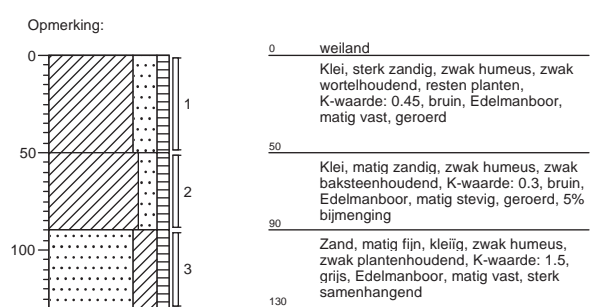 Opmerking:
0
50
100
1
2
3
0 weiland
Klei, sterk zandig, zwak humeus, zwak
wortelhoudend, resten planten,
K-waarde: 0.45, bruin, Edelmanboor,
matig vast, geroerd
50
Klei, matig zandig, zwak humeus, zwak
baksteenhoudend, K-waarde: 0.3, bruin,
Edelmanboor, matig stevig, geroerd, 5%
bijmenging
90
Zand, matig fijn, kleiïg, zwak humeus,
zwak plantenhoudend, K-waarde: 1.5,
grijs, Edelmanboor, matig vast, sterk
samenhangend
130